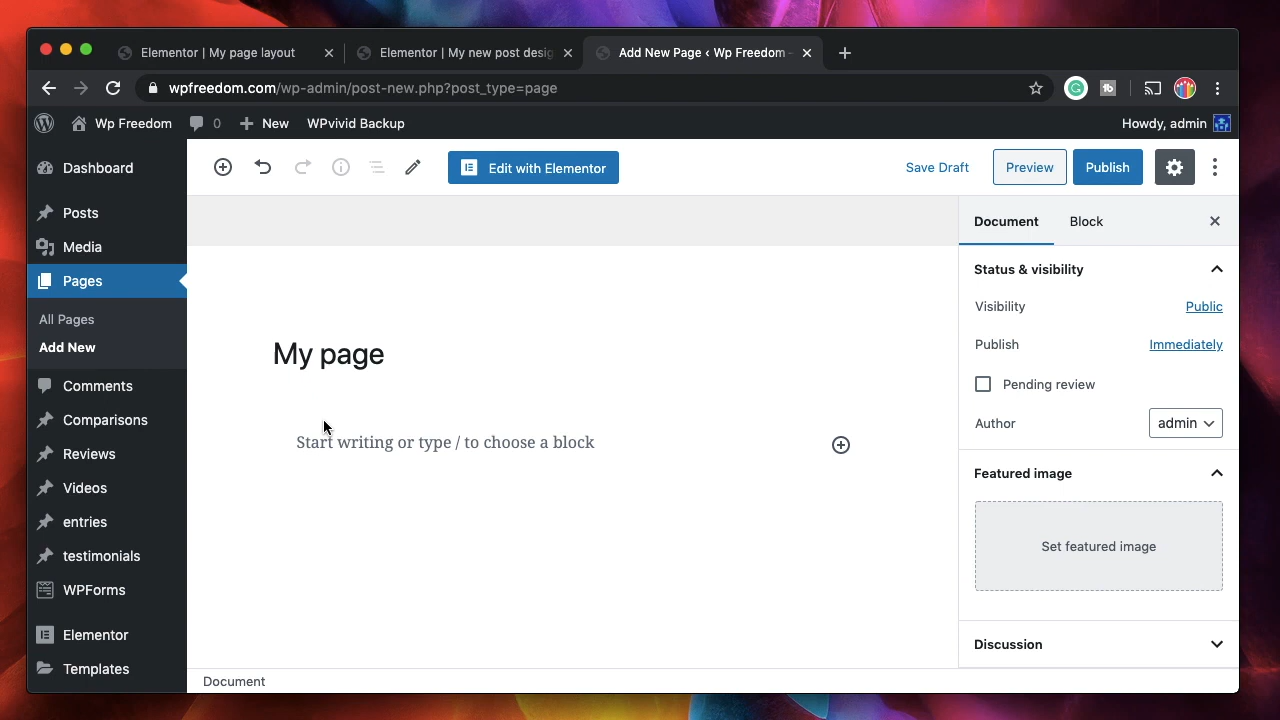 Elementor | My page layout
Elementor | My new post desig
Add New Page ‹ Wp Freedom -
wpfreedom.com/wp-admin/post-new.php?post_type=page
Wp Freedom
0
New
WPvivid Backup
Howdy, admin
Dashboard
Posts
Media
Pages
All Pages
Add New
Comments
Comparisons
Reviews
Videos
entries
testimonials
WPForms
Elementor
Templates
Edit with Elementor
Save Draft
Preview
Publish
My page
Start writing or type / to choose a block
Document
Block
Status & visibility
Visibility
Public
Publish
Immediately
Pending review
Author
admin
Featured image
Set featured image
Discussion
Document